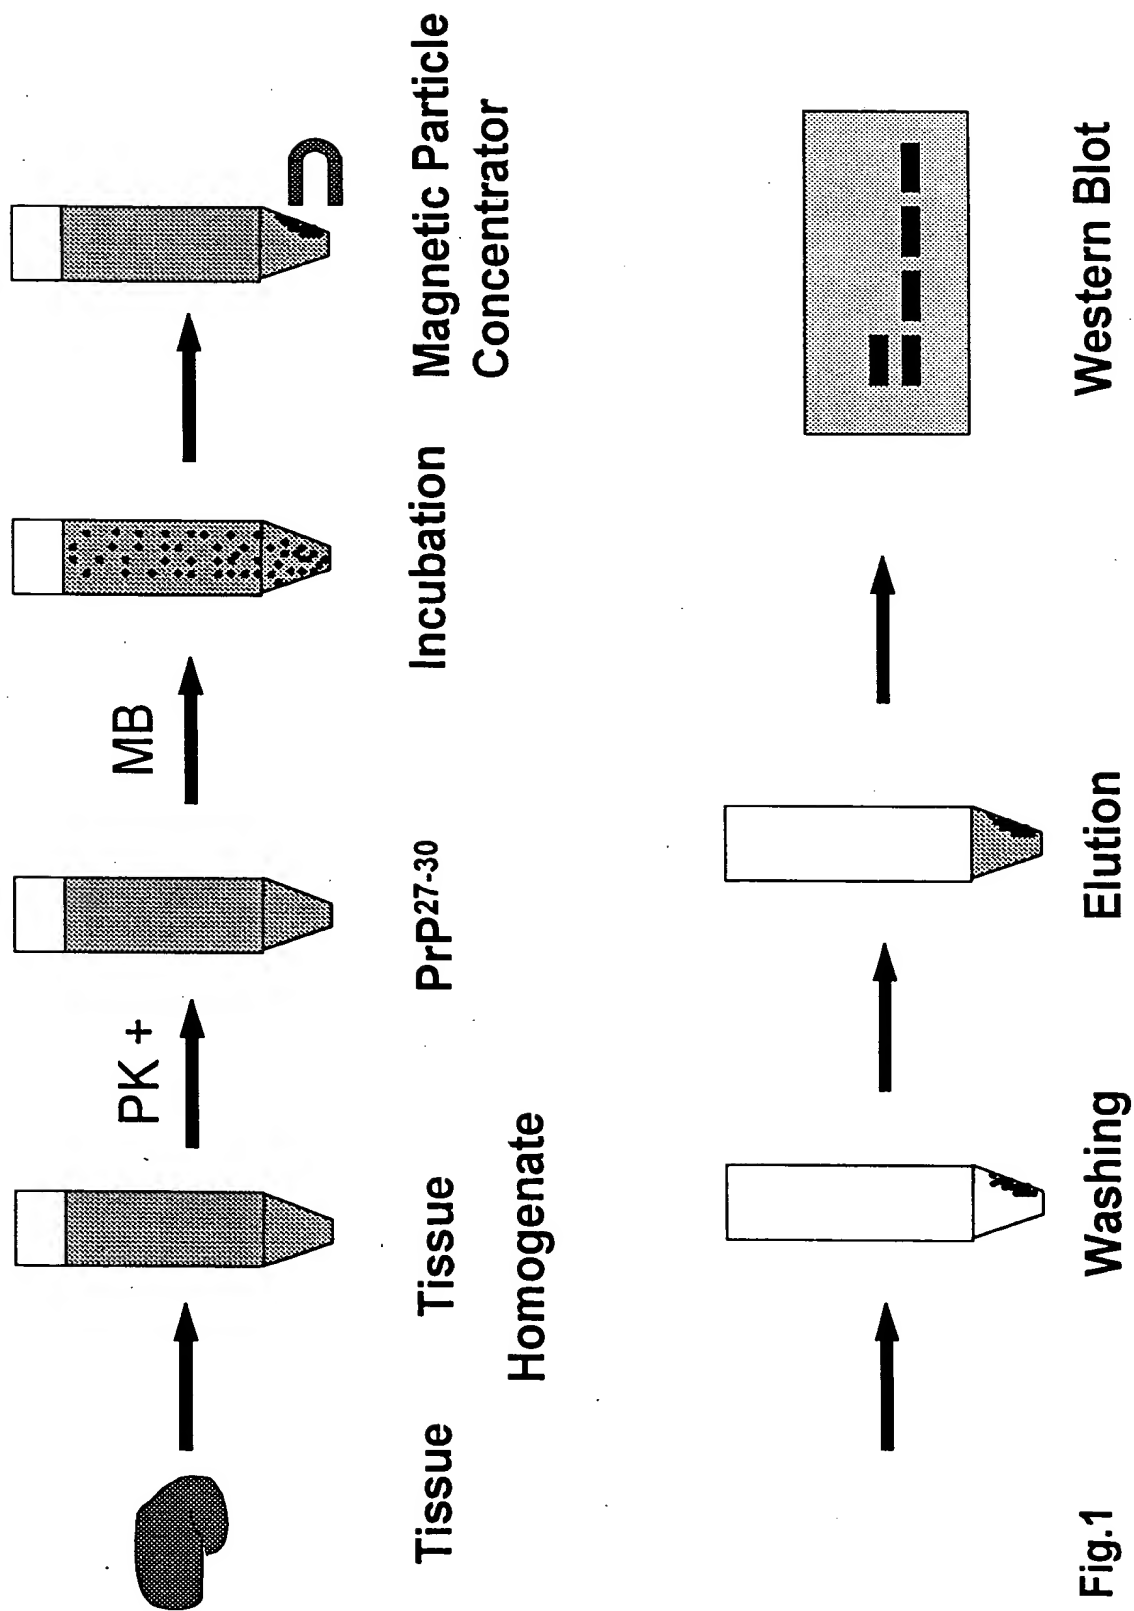 PK +
MB
Tissue
Tissue
Homogenate
PrP27-30
Incubation
Magnetic Particle
Concentrator
Washing
Elution
Western Blot
Fig.1